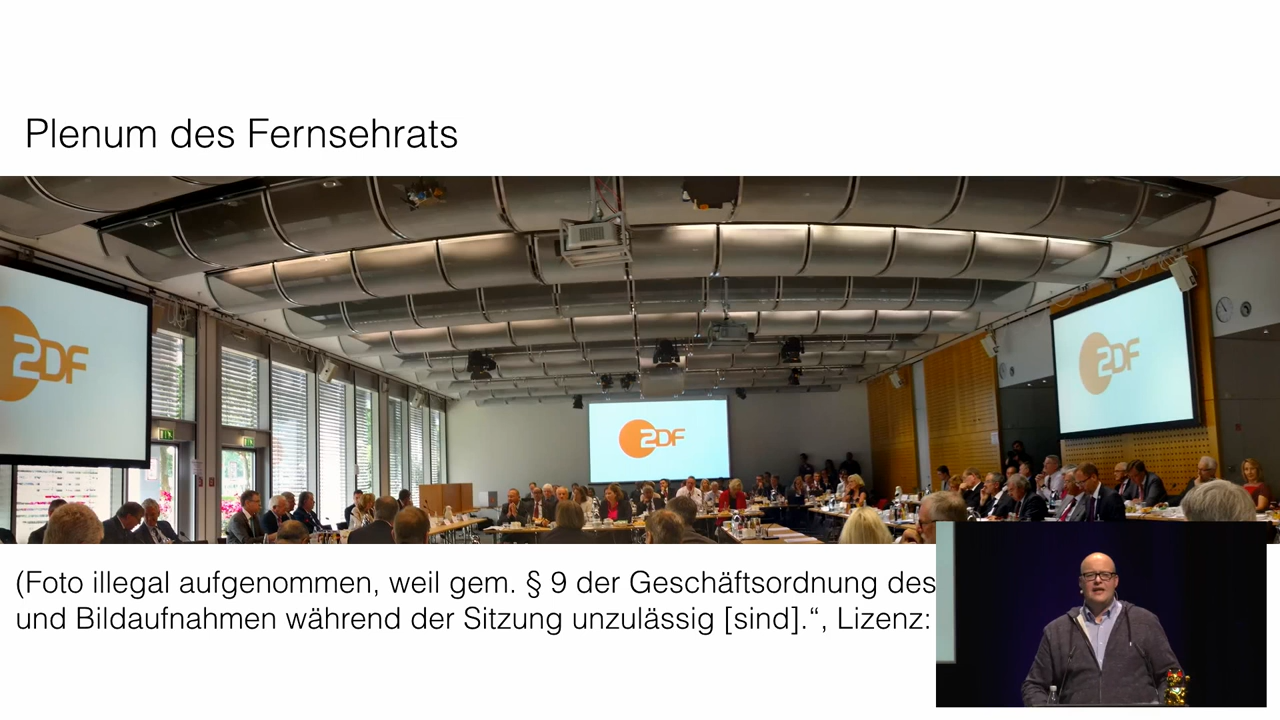 Plenum des Fernsehrats
ZDF
ZDF
ZDF
(Foto illegal aufgenommen, weil gem. § 9 der Geschäftsordnung des
und Bildaufnahmen während der Sitzung unzulässig [sind].“, Lizenz: